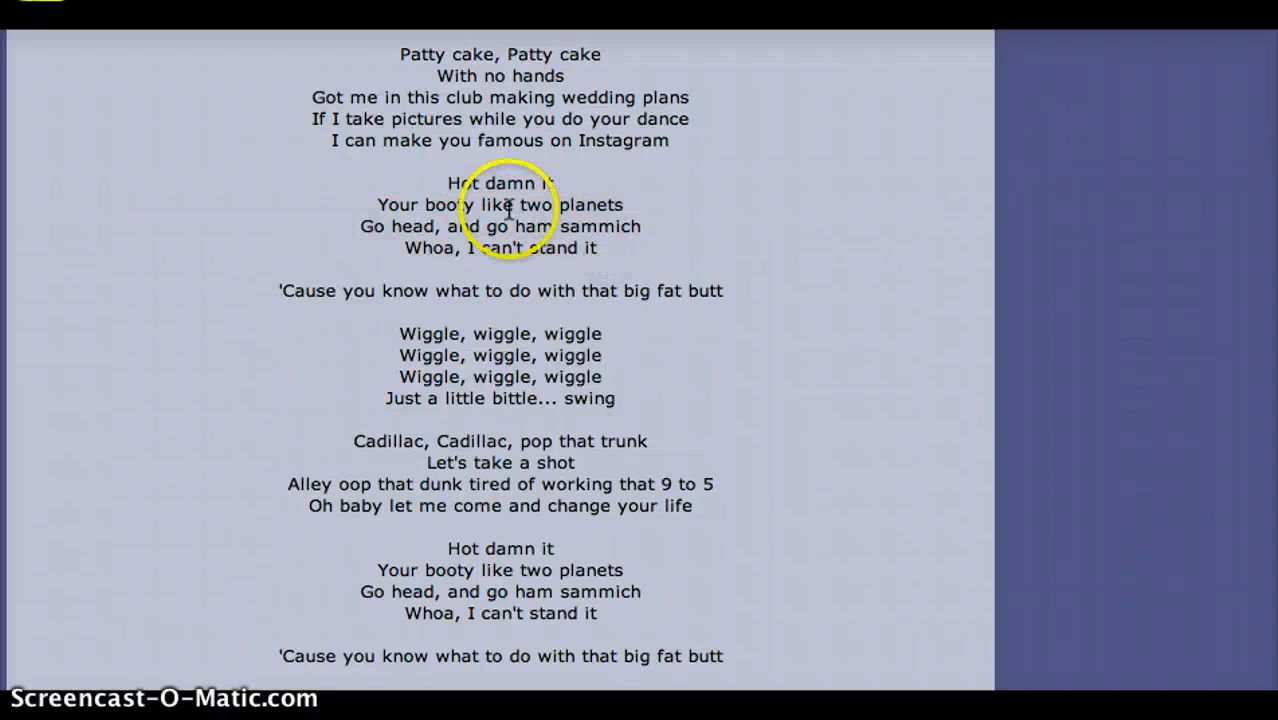 Patty cake, Patty cake
With no hands
Got me in this club making wedding plans
If I take pictures while you do your dance
I can make you famous on Instagram
Hot damn it
Your booty like two planets
Go head, and go ham sammich
Whoa, I can't stand it
'Cause you know what to do with that big fat butt
Wiggle, wiggle, wiggle
Wiggle, wiggle, wiggle
Wiggle, wiggle, wiggle
Just a little bittle... swing
Cadillac, Cadillac, pop that trunk
Let's take a shot
Alley oop that dunk tired of working that 9 to 5
Oh baby let me come and change your life
Hot damn it
Your booty like two planets
Go head, and go ham sammich
Whoa, I can't stand it
'Cause you know what to do with that big fat butt
Screencast-O-Matic.com